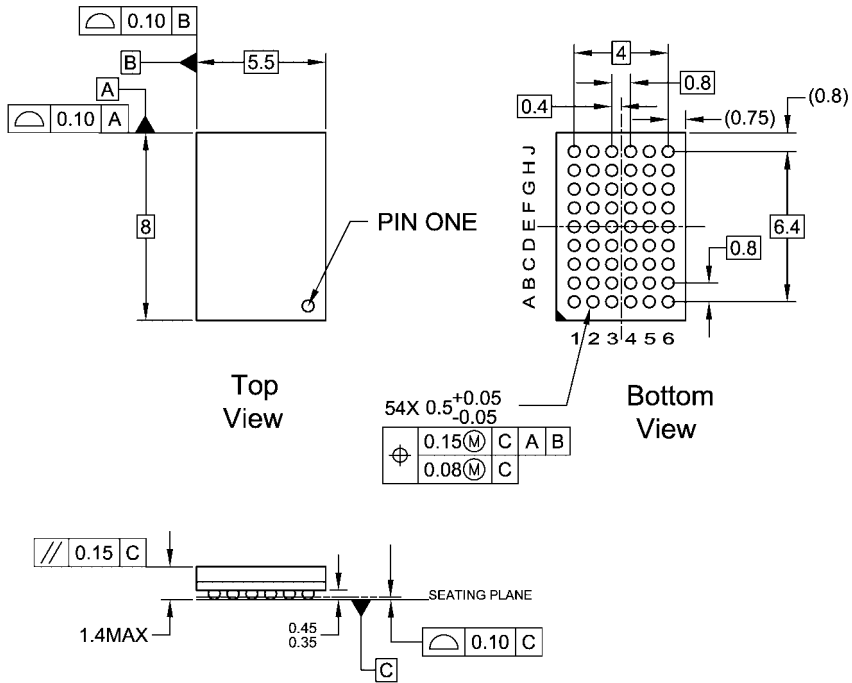 0.10 B
B
5.5
A
0.10 A
8
PIN ONE
Top
View
4
0.8
0.4
(0.75)
(0.8)
J
H
G
F
E
D
C
B
A
6.4
0.8
1 2 3 4 5 6
Bottom
View
54X 0.5 +0.05
-0.05
0.15 Ⓜ C A B
0.08 Ⓜ C
// 0.15 C
1.4MAX
0.45
0.35
SEATING PLANE
0.10 C
C